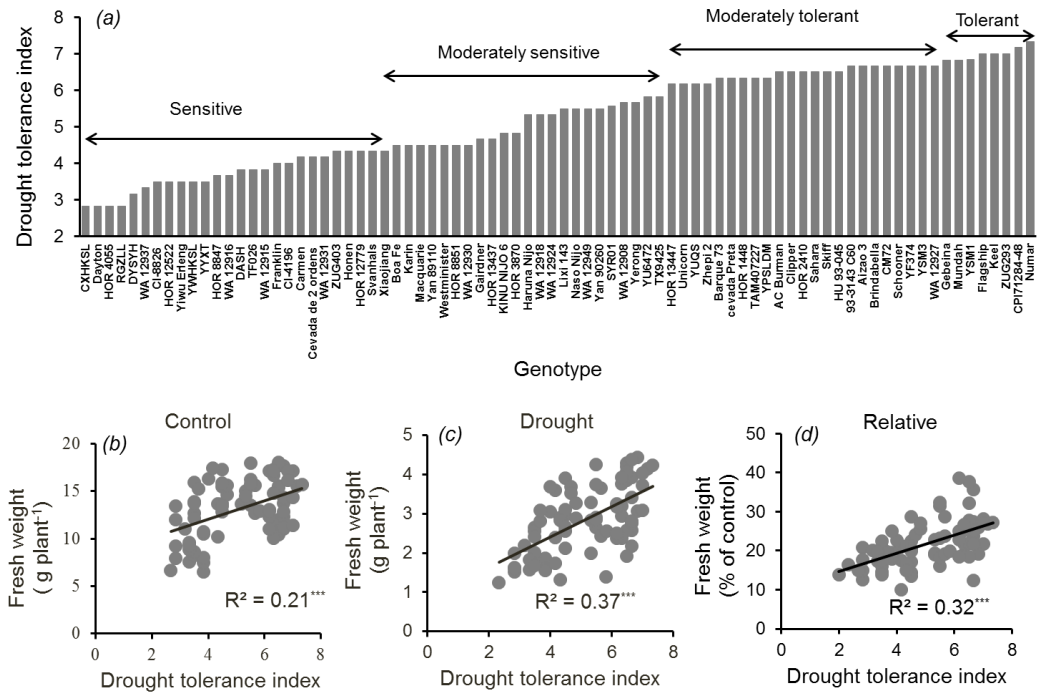 (a)
Drought tolerance index
8
7
6
5
4
3
2
Sensitive
Moderately sensitive
Moderately tolerant
Tolerant
CXHKSL
Dayton
HOR 4055
RGZLL
DYSYH
WA 12937
CI-8826
HOR 12522
Yiwu Erleng
YWHKSL
YYXT
HOR 8847
WA 12916
DASH
TF026
WA 12915
Franklin
CI-4196
Carmen
Cevada de 2 ordens
WA 12931
ZUG403
Honen
HOR 12779
Svanhals
Xiaojiang
Boa Fe
Karin
Macquarie
Yan 89110
Westminister
HOR 8851
WA 12930
Gairdner
HOR 13437
KINU NIJO 6
HOR 3870
Haruna Nijo
WA 12918
WA 12924
Lixi 143
Nasso Nijo
WA 12949
Yan 90260
SYR01
WA 12908
Yerong
YU6472
TX9425
HOR 13447
Unicorn
YUQS
Zhepi 2
Barque 73
cevada Preta
HOR 1448
TAM407227
YPSLDM
AC Burman
Clipper
HOR 2410
Sahara
Skiff
HU 93-045
93-3143 C60
Aizao 3
Brindabella
CM72
Schooner
YF374
YSM3
WA 12927
Gebeina
Mundah
YSM1
Flagship
Keel
ZUG293
CPI71284-48
Numar
Genotype
(b)
Control
Fresh weight
( g plant-1)
20
15
10
5
0
R² = 0.21***
0 2 4 6 8
Drought tolerance index
(c)
Drought
Fresh weight
(g plant-1)
5
4
3
2
1
0
R² = 0.37***
0 2 4 6 8
Drought tolerance index
(d)
Relative
Fresh weight
(% of control)
50
40
30
20
10
0
R² = 0.32***
0 2 4 6 8
Drought tolerance index